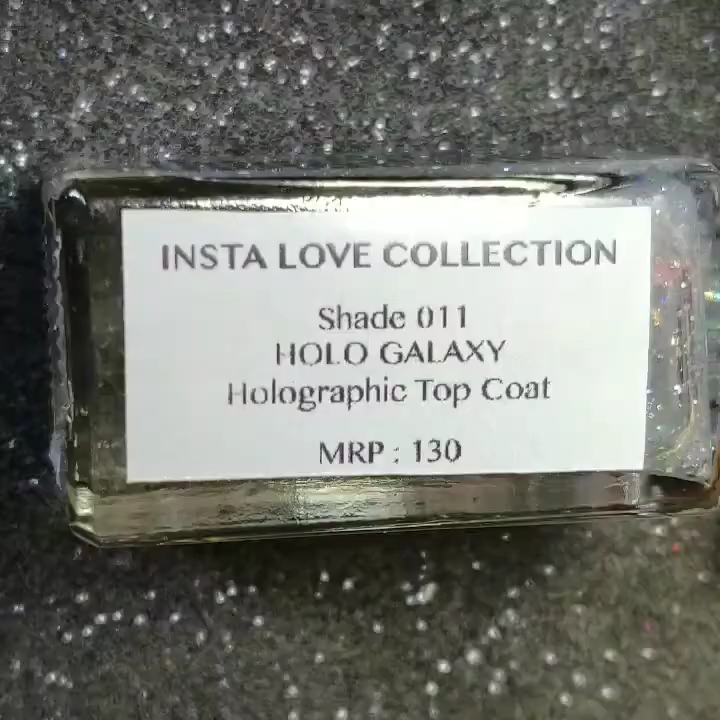 INSTA LOVE COLLECTION
Shade 011
HOLO GALAXY
Holographic Top Coat
MRP : 130